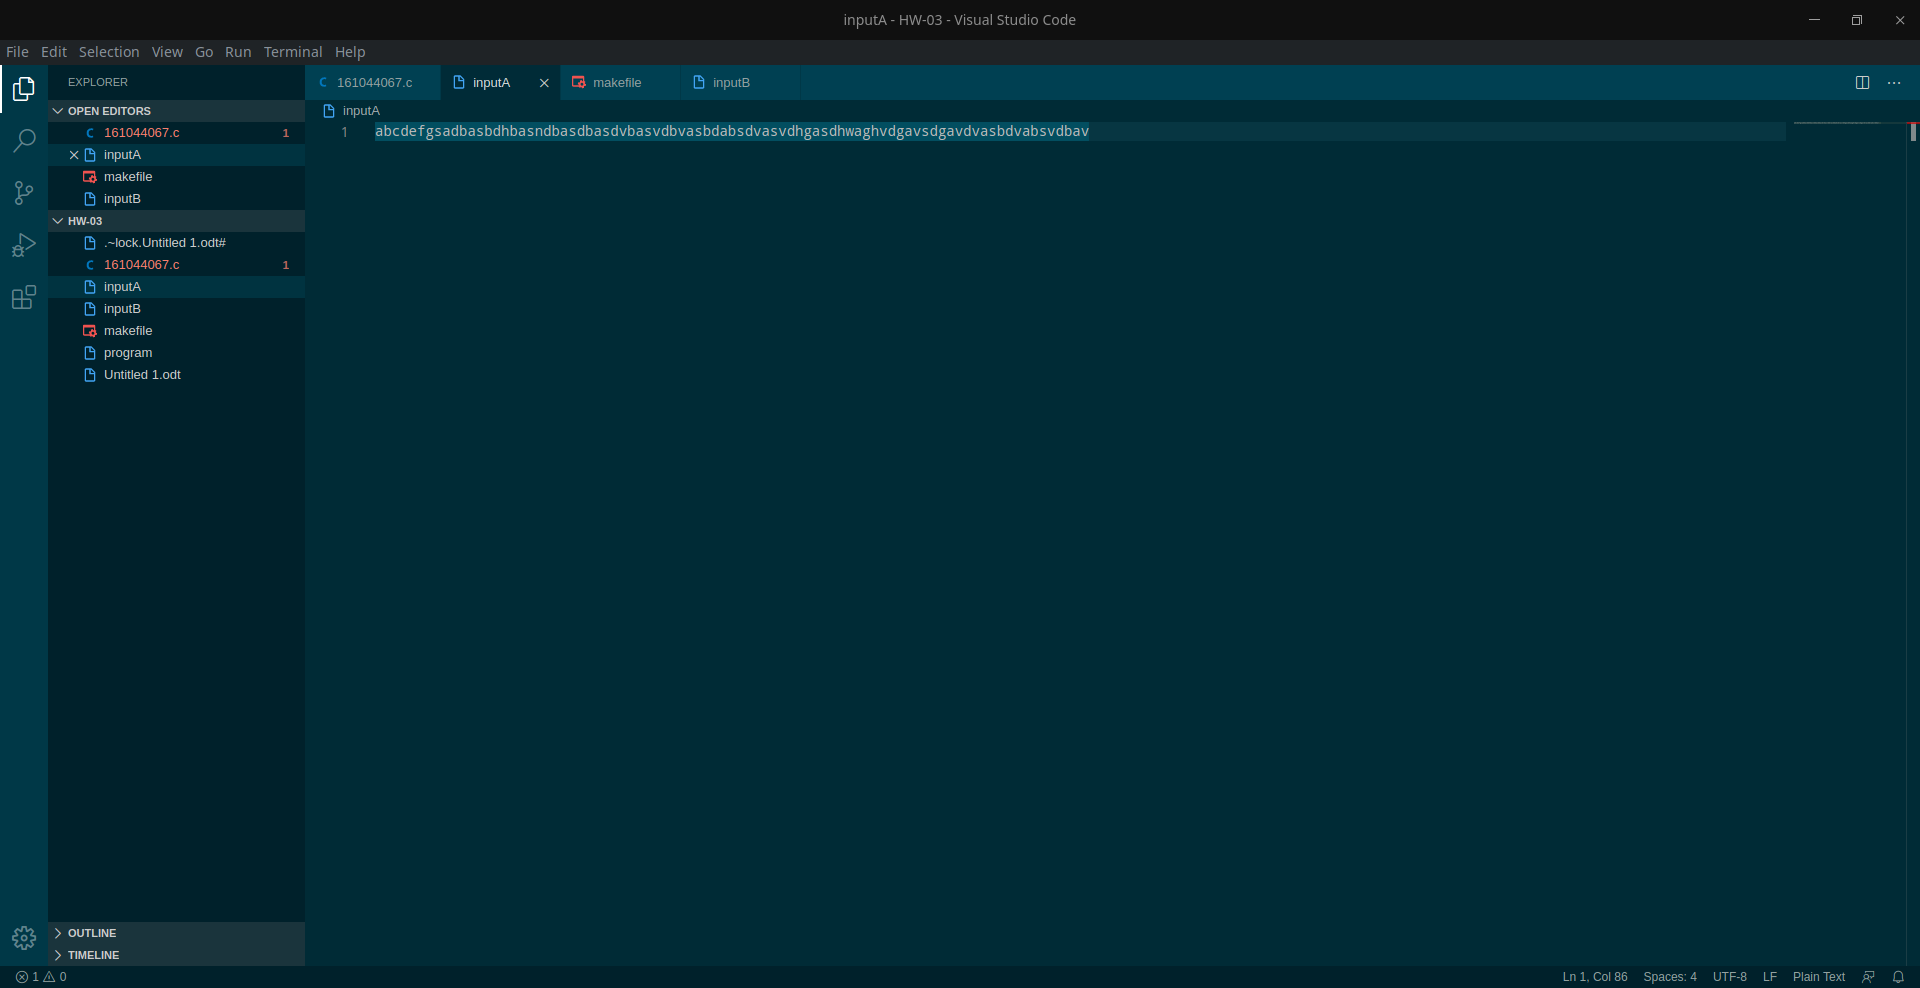 inputA - HW-03 - Visual Studio Code
File Edit Selection View Go Run Terminal Help
EXPLORER
OPEN EDITORS
161044067.c 1
inputA
makefile
inputB
HW-03
.~lock.Untitled 1.odt#
161044067.c 1
inputA
inputB
makefile
program
Untitled 1.odt
OUTLINE
TIMELINE
161044067.c inputA makefile inputB
inputA
1 abcdefgsadbasbdhbasndbasdbasdvbasvdbvasbdabsdvasvdhgasdhwaghvdgavsdgavdvasbdvabsvdbav
1 0 Ln 1, Col 86 Spaces: 4 UTF-8 LF Plain Text